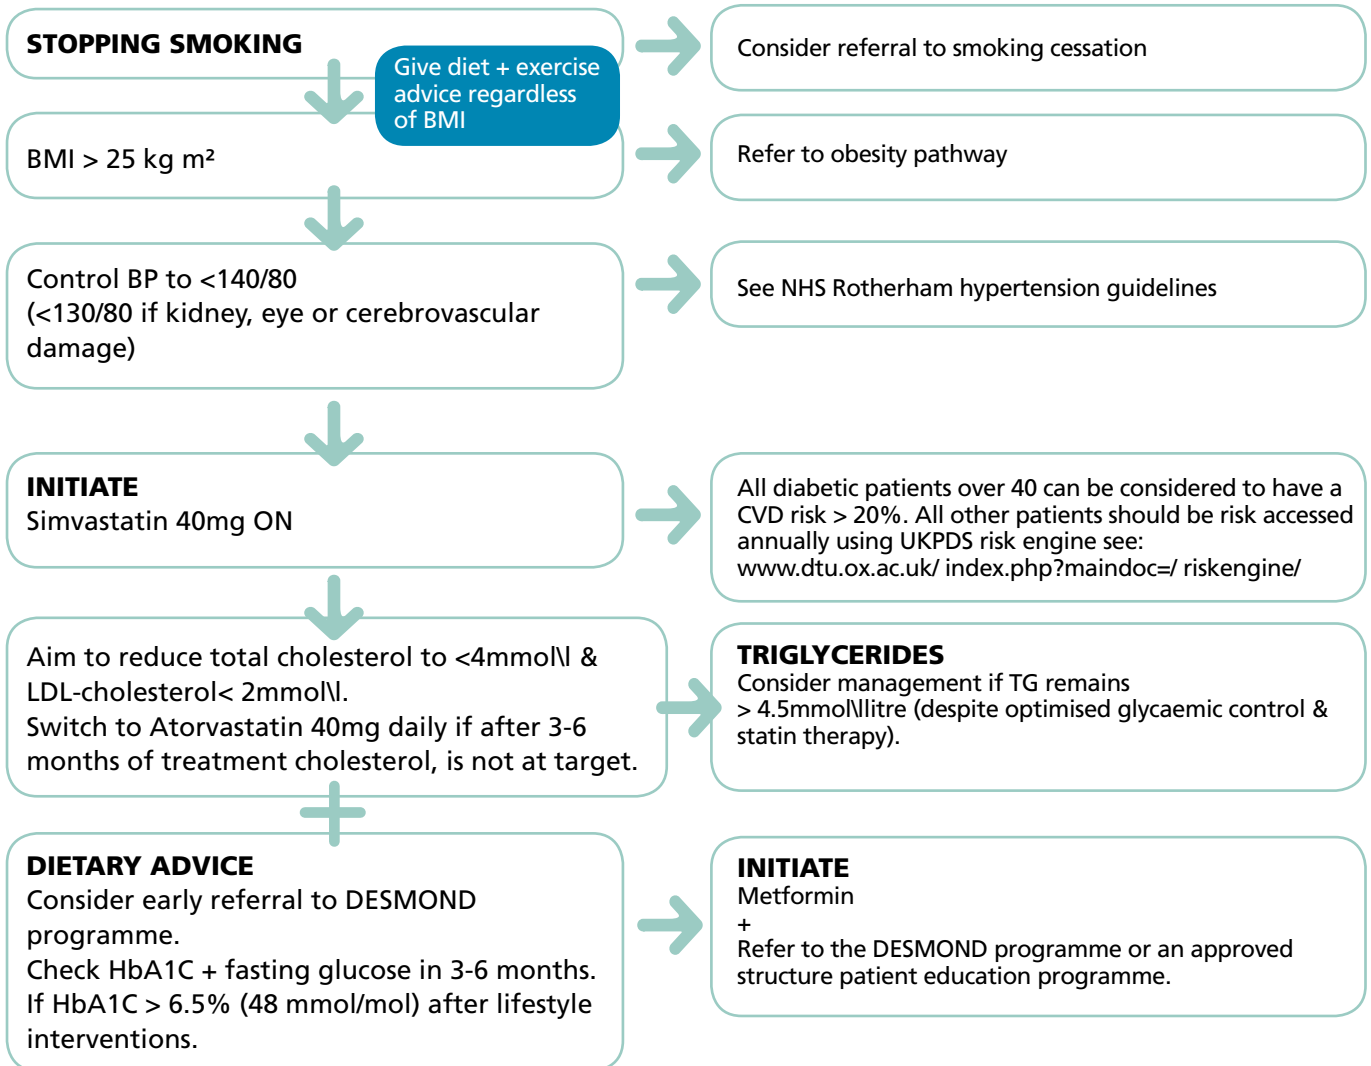 STOPPING SMOKING
Consider referral to smoking cessation
Give diet + exercise
advice regardless
of BMI
BMI > 25 kg m²
Refer to obesity pathway
Control BP to <140/80
(<130/80 if kidney, eye or cerebrovascular
damage)
See NHS Rotherham hypertension guidelines
INITIATE
Simvastatin 40mg ON
All diabetic patients over 40 can be considered to have a
CVD risk > 20%. All other patients should be risk accessed
annually using UKPDS risk engine see:
www.dtu.ox.ac.uk/ index.php?maindoc=/ riskengine/
Aim to reduce total cholesterol to <4mmol\l &
LDL-cholesterol< 2mmol\l.
Switch to Atorvastatin 40mg daily if after 3-6
months of treatment cholesterol, is not at target.
TRIGLYCERIDES
Consider management if TG remains
> 4.5mmol\llitre (despite optimised glycaemic control &
statin therapy).
DIETARY ADVICE
Consider early referral to DESMOND
programme.
Check HbA1C + fasting glucose in 3-6 months.
If HbA1C > 6.5% (48 mmol/mol) after lifestyle
interventions.
INITIATE
Metformin
+
Refer to the DESMOND programme or an approved
structure patient education programme.